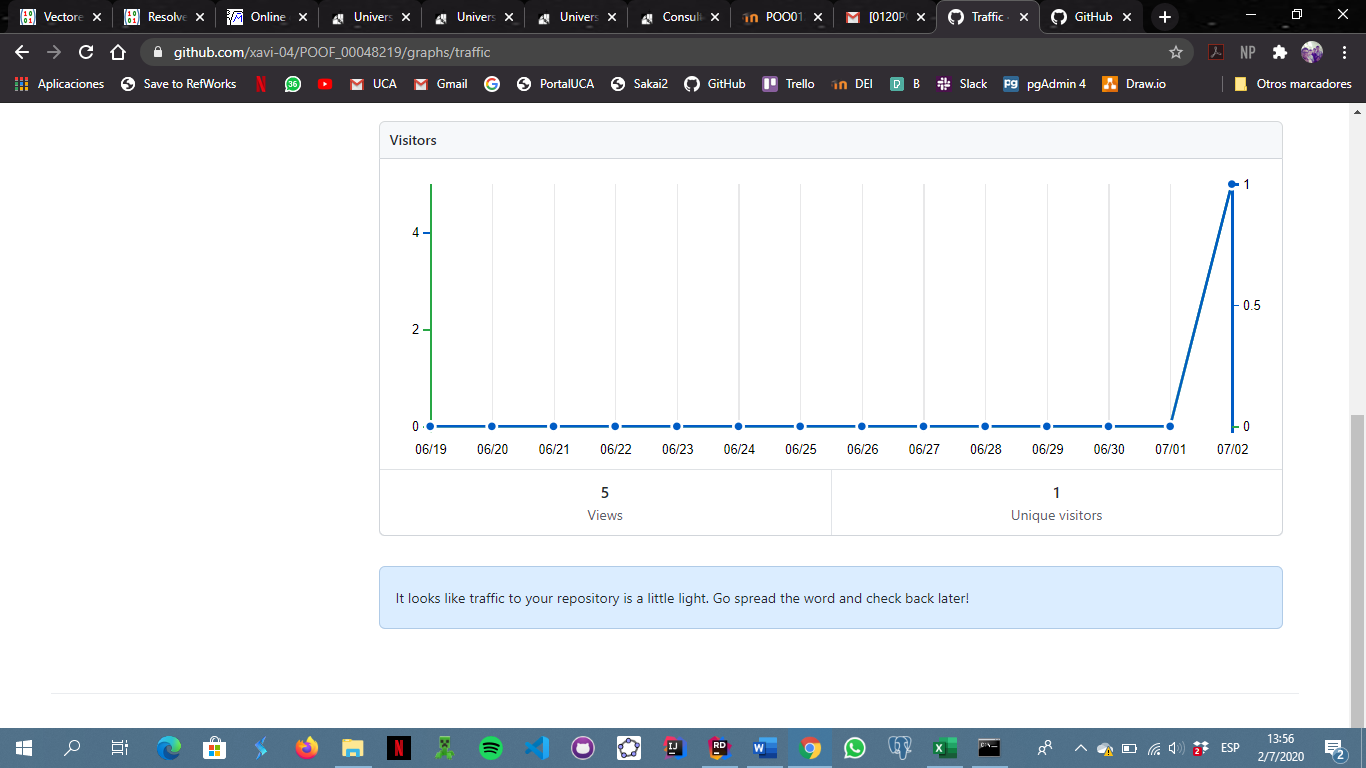 Vectore
Resolve
Online
Univers
Univers
Univers
Consul
POO01
[0120P
Traffic
GitHub
github.com/xavi-04/POOF_00048219/graphs/traffic
NP
Aplicaciones
Save to RefWorks
36
UCA
Gmail
PortalUCA
Sakai2
GitHub
Trello
DEI
B
Slack
pgAdmin 4
Draw.io
Otros marcadores
Visitors
4
2
0
1
0.5
0
06/19 06/20 06/21 06/22 06/23 06/24 06/25 06/26 06/27 06/28 06/29 06/30 07/01 07/02
5
Views
1
Unique visitors
It looks like traffic to your repository is a little light. Go spread the word and check back later!
ESP
13:56
2/7/2020
2